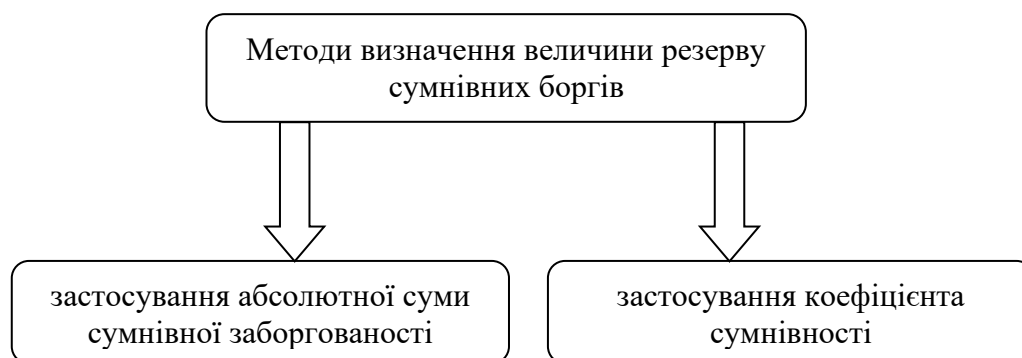 Методи визначення величини резерву
сумнівних боргів
застосування абсолютної суми
сумнівної заборгованості
застосування коефіцієнта
сумнівності